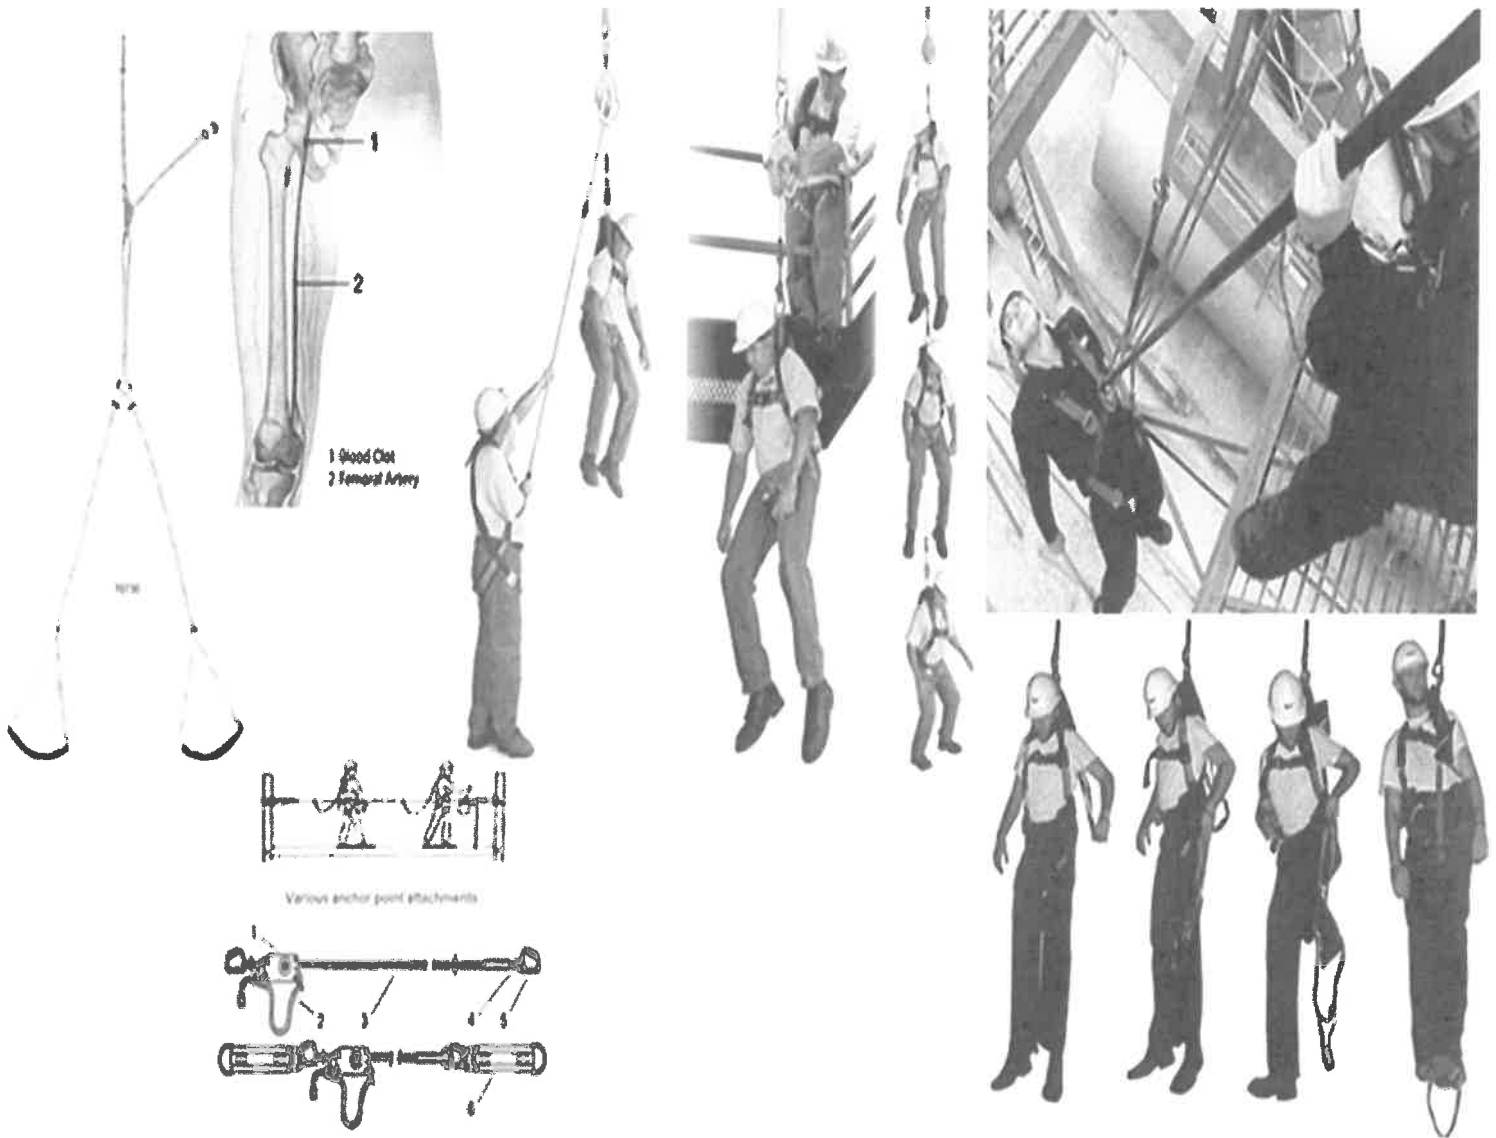 1
2
1 Blood Clot
2 Femoral Artery
Various anchor point attachments
1
2 3 4 5
6